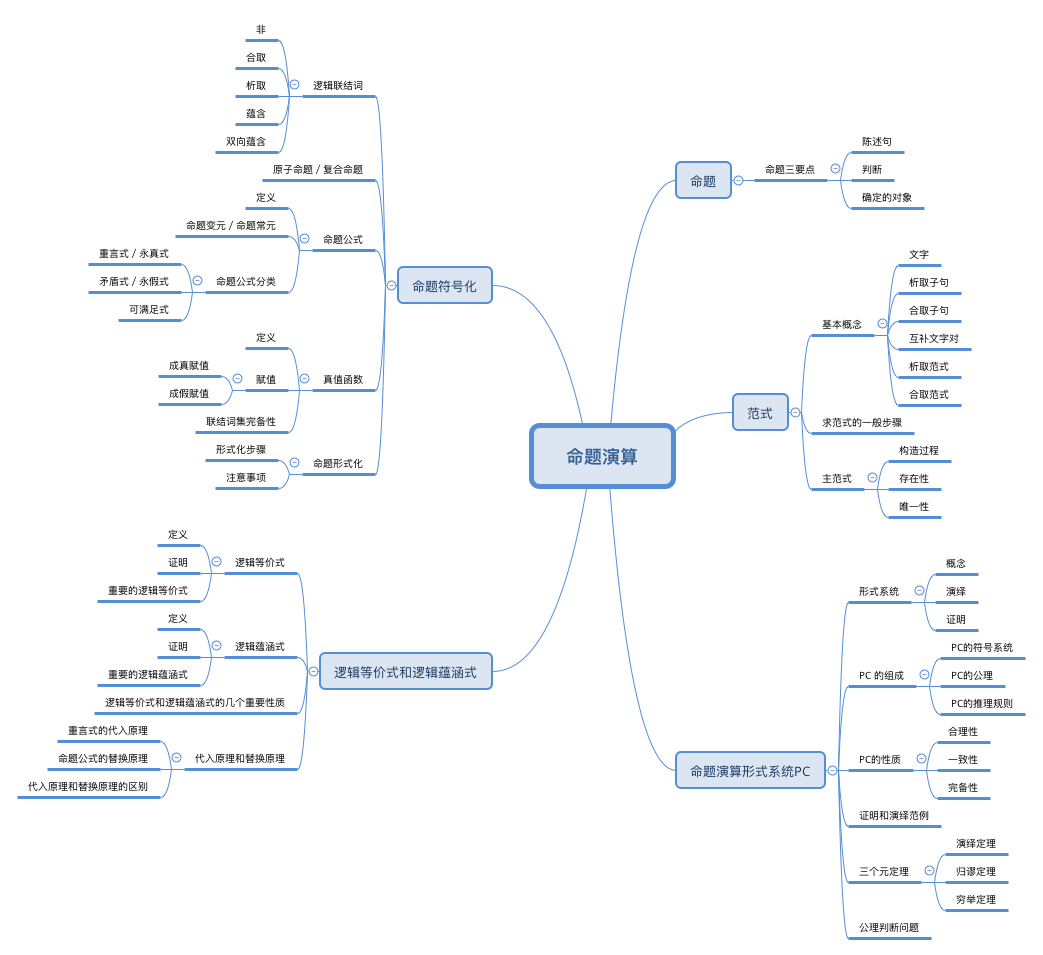 命题演算
命题
命题三要点
陈述句
判断
确定的对象
范式
基本概念
文字
析取子句
合取子句
互补文字对
析取范式
合取范式
求范式的一般步骤
主范式
构造过程
存在性
唯一性
命题演算形式系统PC
形式系统
概念
演绎
证明
PC 的组成
PC的符号系统
PC的公理
PC的推理规则
PC的性质
合理性
一致性
完备性
证明和演绎范例
三个元定理
演绎定理
归谬定理
穷举定理
公理判断问题
命题符号化
逻辑联结词
非
合取
析取
蕴含
双向蕴含
原子命题 / 复合命题
命题公式
定义
命题变元 / 命题常元
命题公式分类
重言式 / 永真式
矛盾式 / 永假式
可满足式
真值函数
定义
赋值
成真赋值
成假赋值
联结词集完备性
命题形式化
形式化步骤
注意事项
逻辑等价式和逻辑蕴涵式
逻辑等价式
定义
证明
重要的逻辑等价式
逻辑蕴涵式
定义
证明
重要的逻辑蕴涵式
逻辑等价式和逻辑蕴涵式的几个重要性质
代入原理和替换原理
重言式的代入原理
命题公式的替换原理
代入原理和替换原理的区别